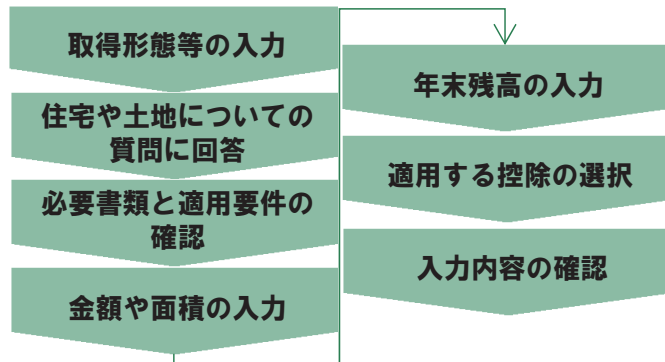 取得形態等の入力
住宅や土地についての
質問に回答
必要書類と適用要件の
確認
金額や面積の入力
年末残高の入力
適用する控除の選択
入力内容の確認